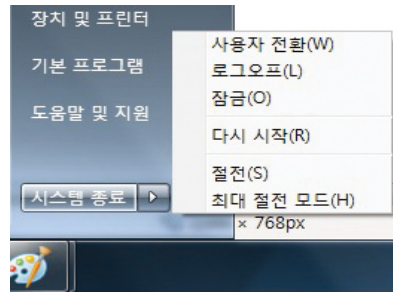 장치 및 프린터
기본 프로그램
도움말 및 지원
시스템 종료
사용자 전환(W)
로그오프(L)
잠금(O)
다시 시작(R)
절전(S)
최대 절전 모드(H)
× 768px